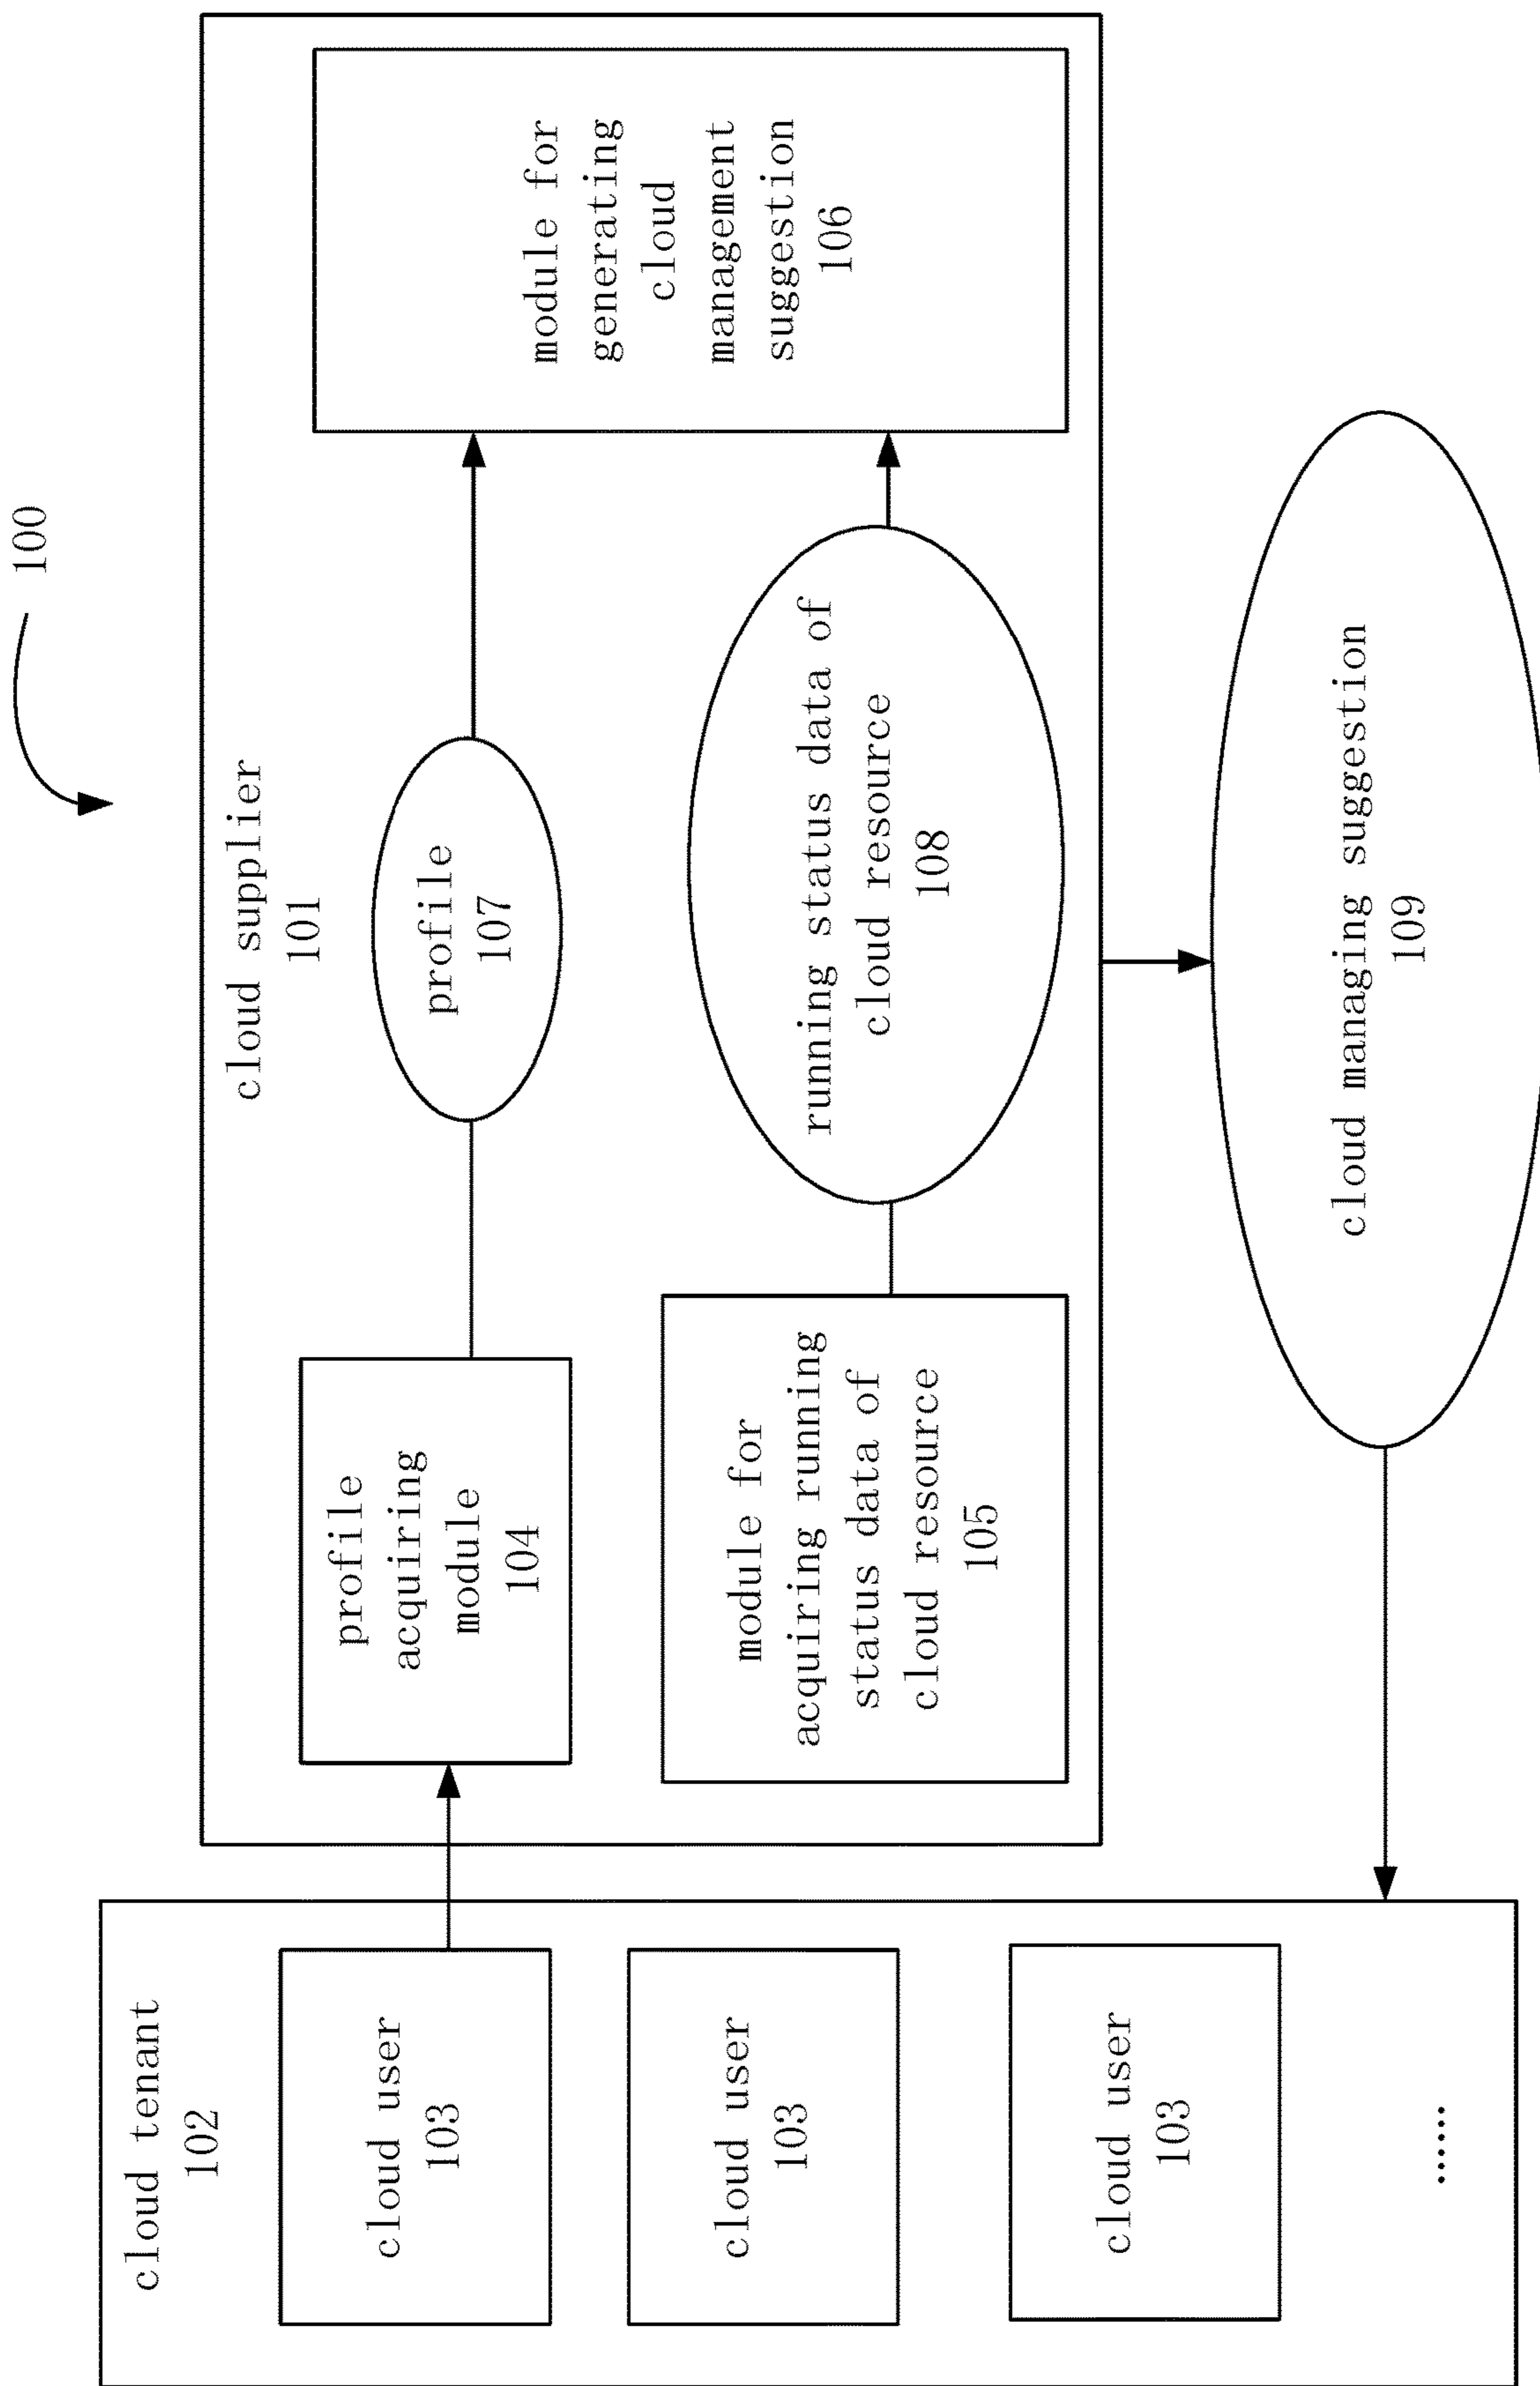 100
cloud tenant
102
cloud user
103
cloud user
103
cloud user
103
......
cloud supplier
101
profile
acquiring
module
104
profile
107
module for
acquiring running
status data of
cloud resource
105
running status data of
cloud resource
108
module for
generating
cloud
management
suggestion
106
cloud managing suggestion
109